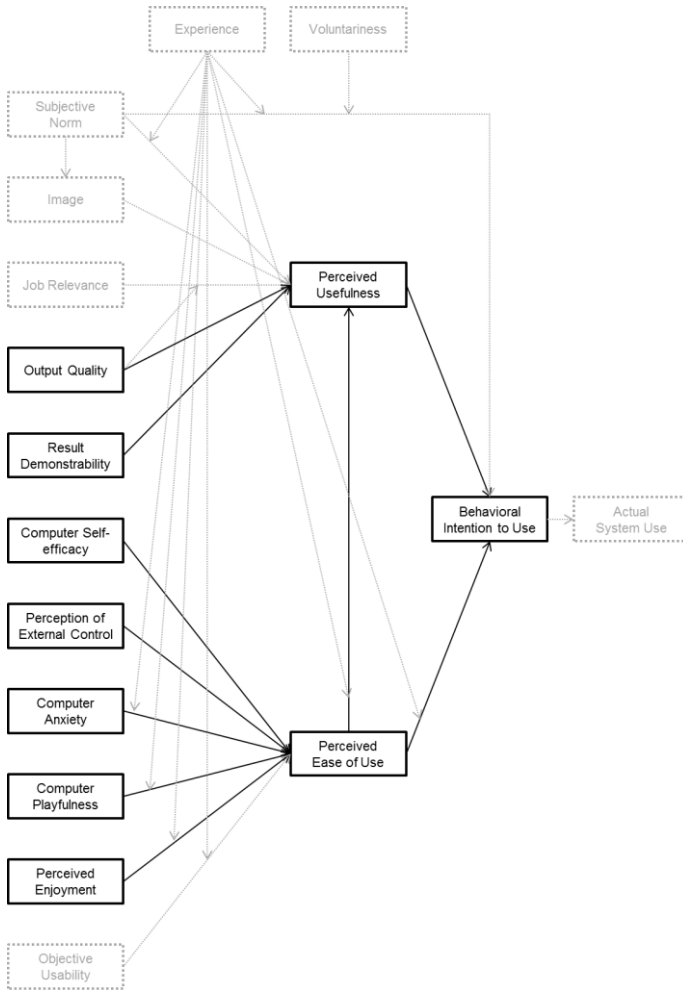 Experience
Voluntariness
Subjective
Norm
Image
Job Relevance
Perceived
Usefulness
Output Quality
Result
Demonstrability
Computer Self-
efficacy
Behavioral
Intention to Use
Actual
System Use
Perception of
External Control
Computer
Anxiety
Perceived
Ease of Use
Computer
Playfulness
Perceived
Enjoyment
Objective
Usability